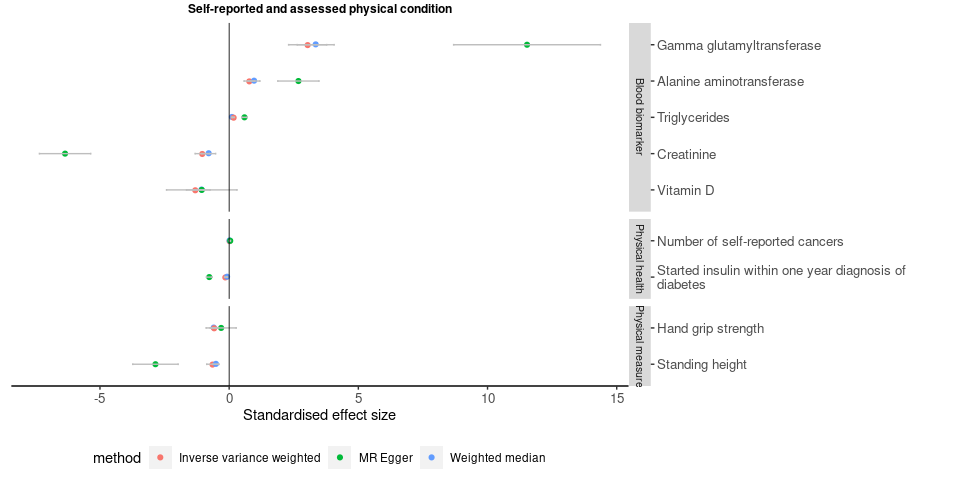 Self-reported and assessed physical condition
Gamma glutamyltransferase
Alanine aminotransferase
Triglycerides
Creatinine
Vitamin D
Blood biomarker
Number of self-reported cancers
Started insulin within one year diagnosis of
diabetes
Physical health
Hand grip strength
Standing height
Physical measure
-5 0 5 10 15
Standardised effect size
method Inverse variance weighted MR Egger Weighted median